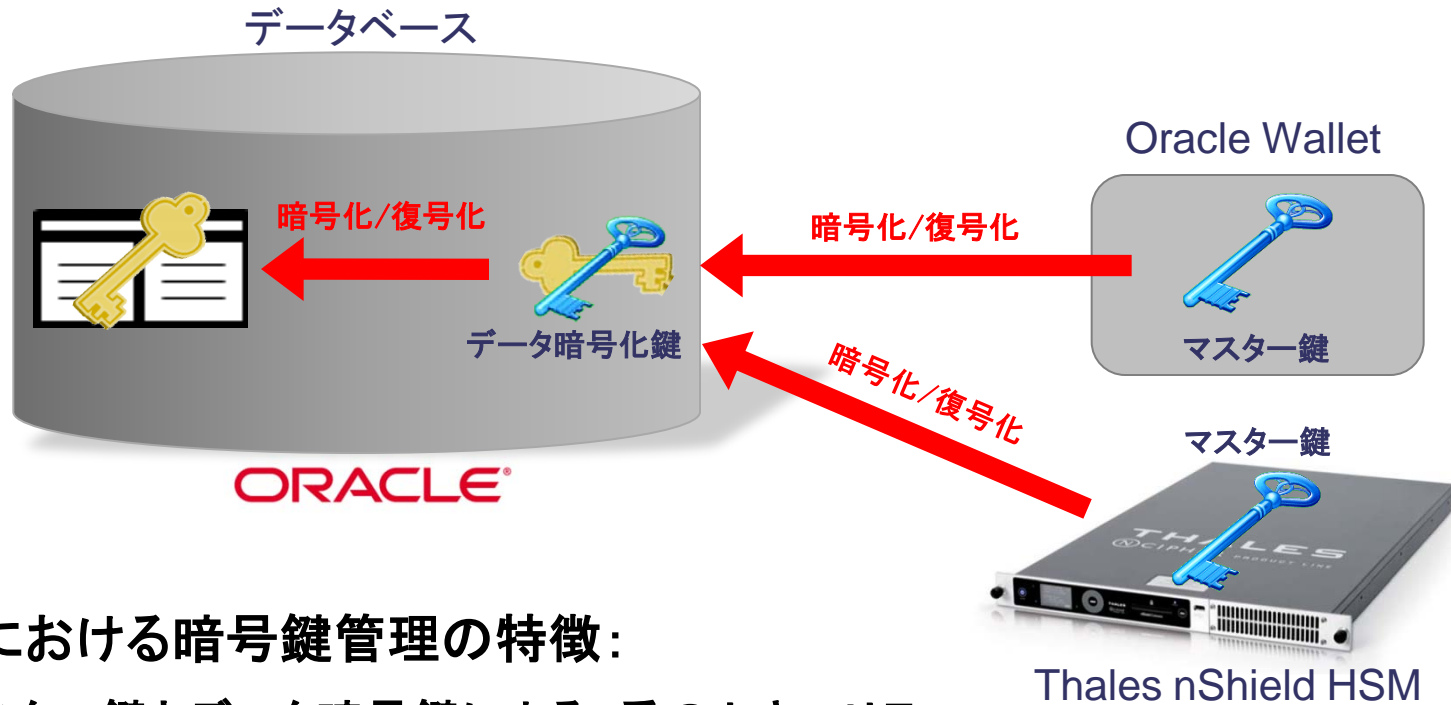 データベース
Oracle Wallet
暗号化/復号化
暗号化/復号化
データ暗号化鍵
マスター鍵
暗号化/復号化
マスター鍵
ORACLE®
THALES
における暗号鍵管理の特徴:
Thales nShield HSM